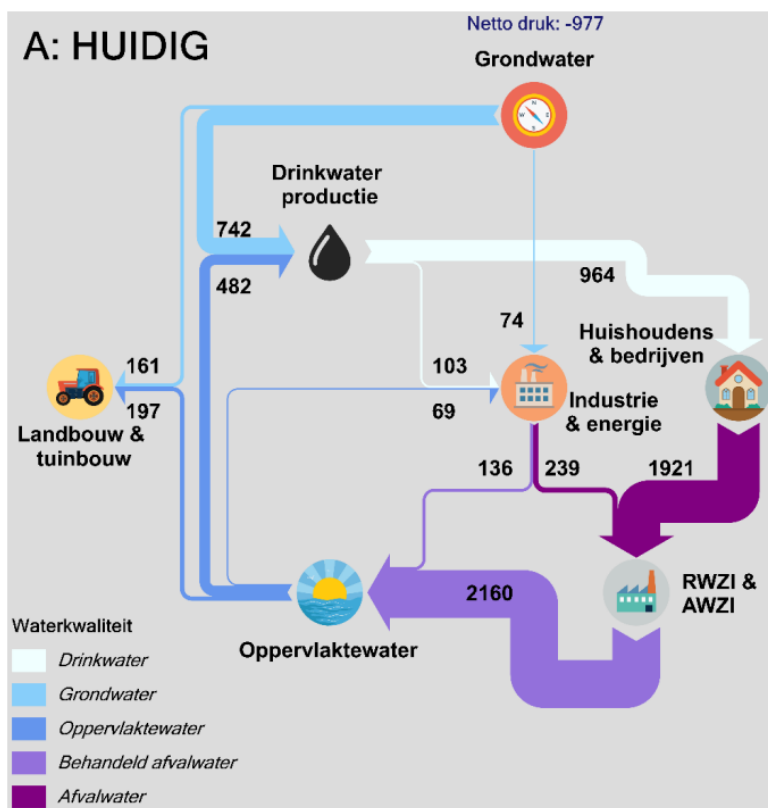 Netto druk: -977
A: HUIDIG
Grondwater
N
W E
S
Drinkwater
productie
742
482
964
74
Huishoudens
& bedrijven
161
197
103
69
Industrie
& energie
Landbouw &
tuinbouw
136 239 1921
2160
RWZI &
AWZI
Oppervlaktewater
Waterkwaliteit
Drinkwater
Grondwater
Oppervlaktewater
Behandeld afvalwater
Afvalwater